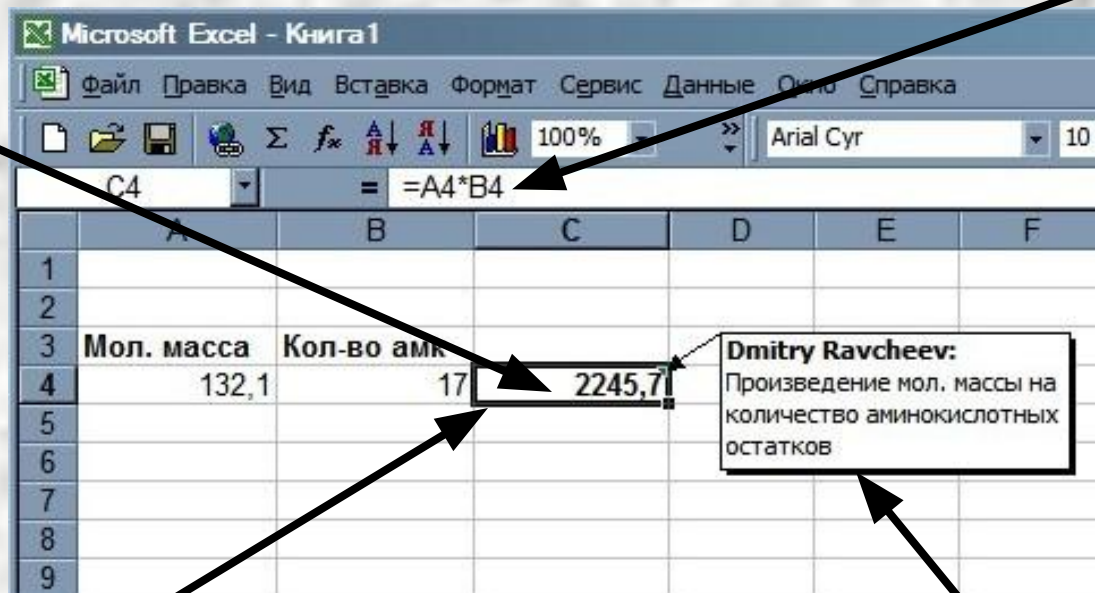 Microsoft Excel - Книга1
Файл Правка Вид Вставка Формат Сервис Данные Окно Справка
Σ fx А Я Я А 100% » Arial Cyr 10
C4 = =A4*B4
A B C D E F
1
2
3 Мол. масса Кол-во амк
4 132,1 17 2245,7
5
6
7
8
9
Dmitry Ravcheev:
Произведение мол. массы на
количество аминокислотных
остатков